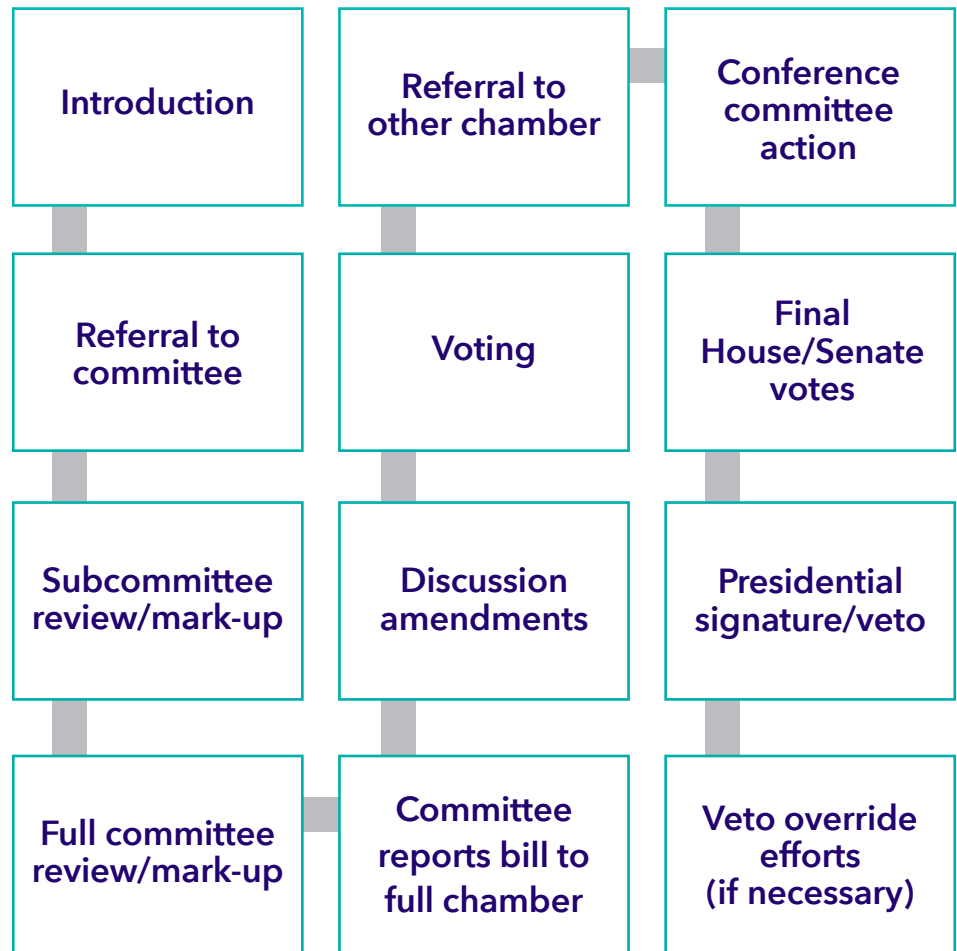 Introduction
Referral to
committee
Subcommittee
review/mark-up
Full committee
review/mark-up
Committee
reports bill to
full chamber
Discussion
amendments
Voting
Referral to
other chamber
Conference
committee
action
Final
House/Senate
votes
Presidential
signature/veto
Veto override
efforts
(if necessary)